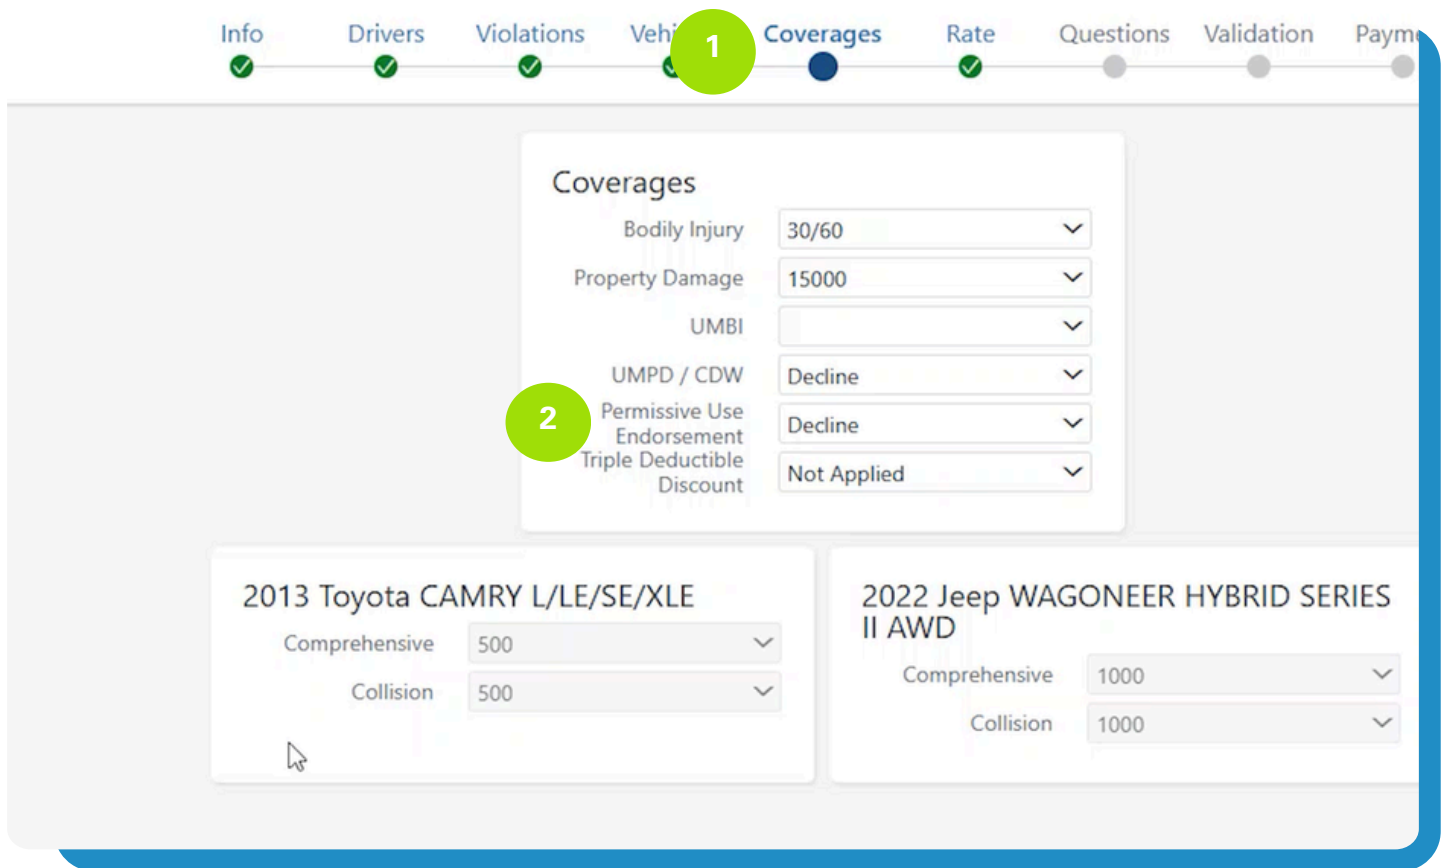 Info Drivers Violations Vehi 1 Coverages Rate Questions Validation Payme
Coverages
Bodily Injury 30/60
Property Damage 15000
UMBI
UMPD / CDW Decline
2
Permissive Use
Endorsement Decline
Triple Deductible
Discount Not Applied
2013 Toyota CAMRY L/LE/SE/XLE
Comprehensive 500
Collision 500
2022 Jeep WAGONEER HYBRID SERIES
II AWD
Comprehensive 1000
Collision 1000